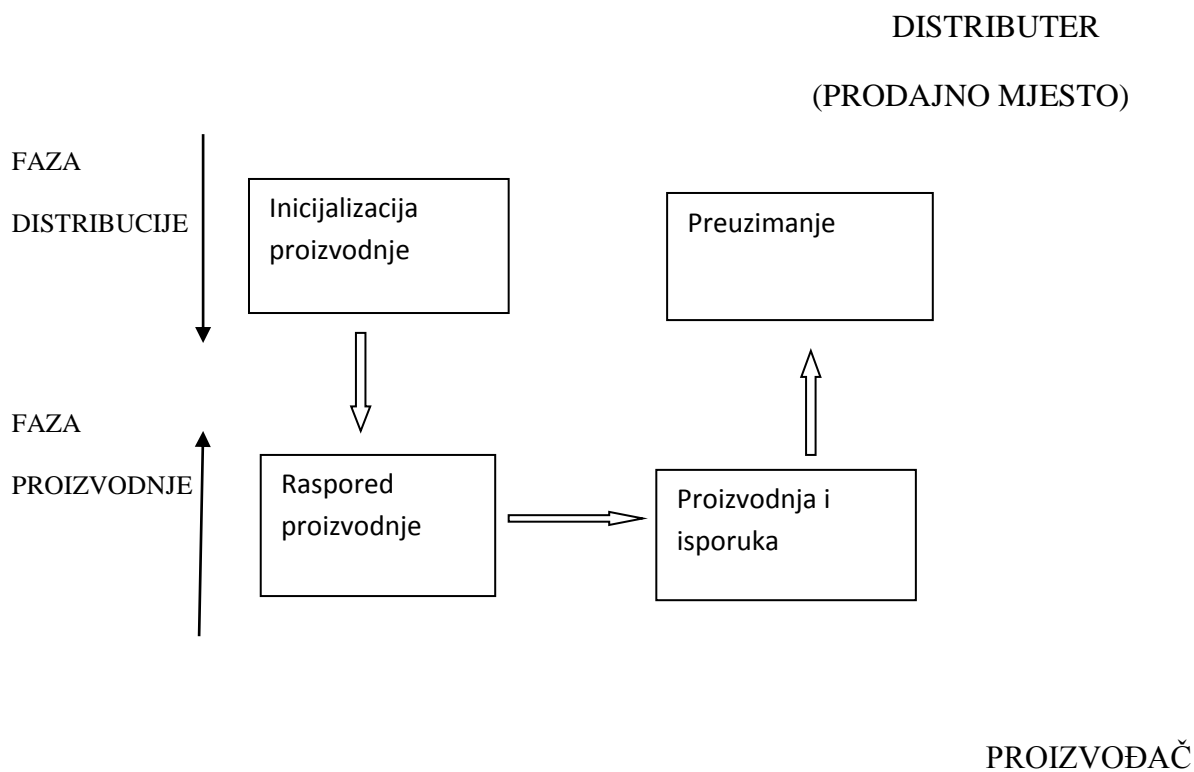 DISTRIBUTER
(PRODAJNO MJESTO)
FAZA
DISTRIBUCIJE
Inicijalizacija
proizvodnje
Preuzimanje
FAZA
PROIZVODNJE
Raspored
proizvodnje
Proizvodnja i
isporuka
PROIZVOĐAČ